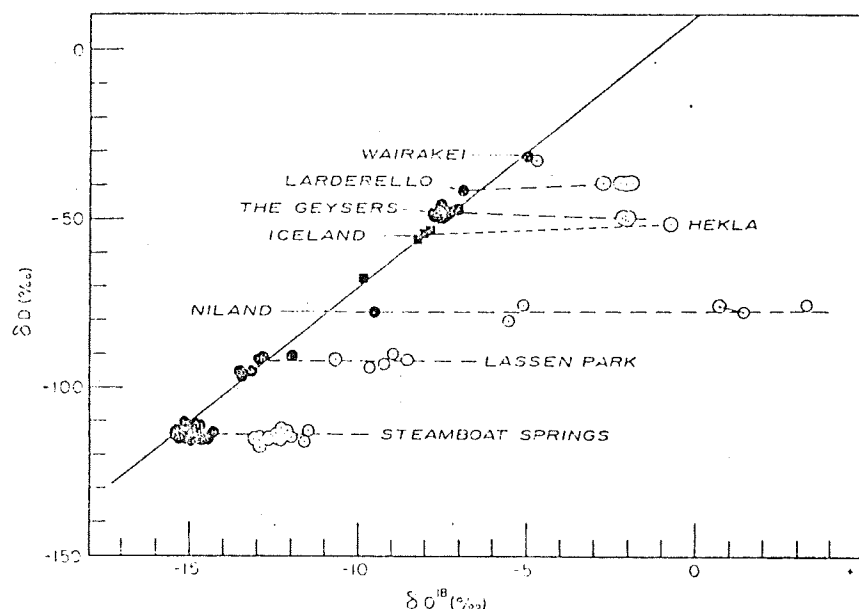 0
WAIRAKEI
LARDERELLO
THE GEYSERS
-50
ICELAND
HEKLA
δD (‰)
NILAND
LASSEN PARK
-100
STEAMBOAT SPRINGS
-150
-15
-10
-5
0
δO¹⁸ (‰)